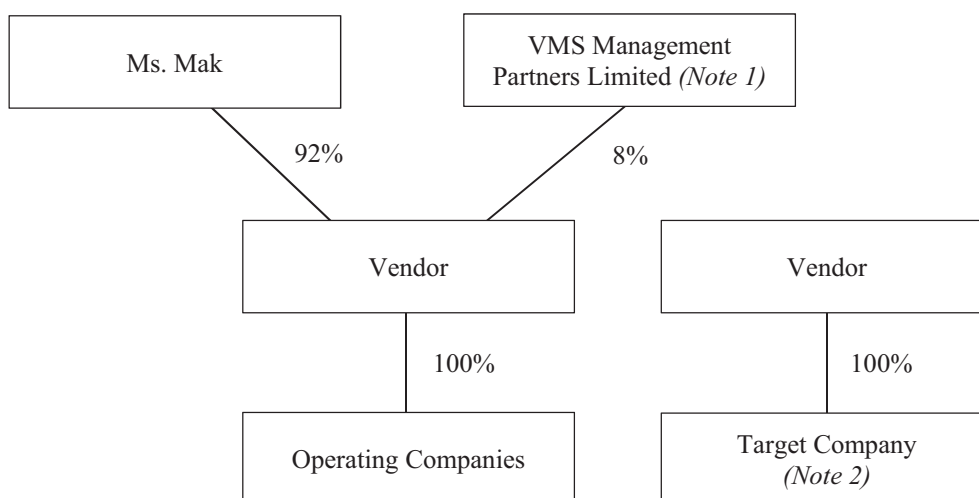 Ms. Mak
VMS Management
Partners Limited (Note 1)
92%
8%
Vendor
Vendor
100%
100%
Operating Companies
Target Company
(Note 2)